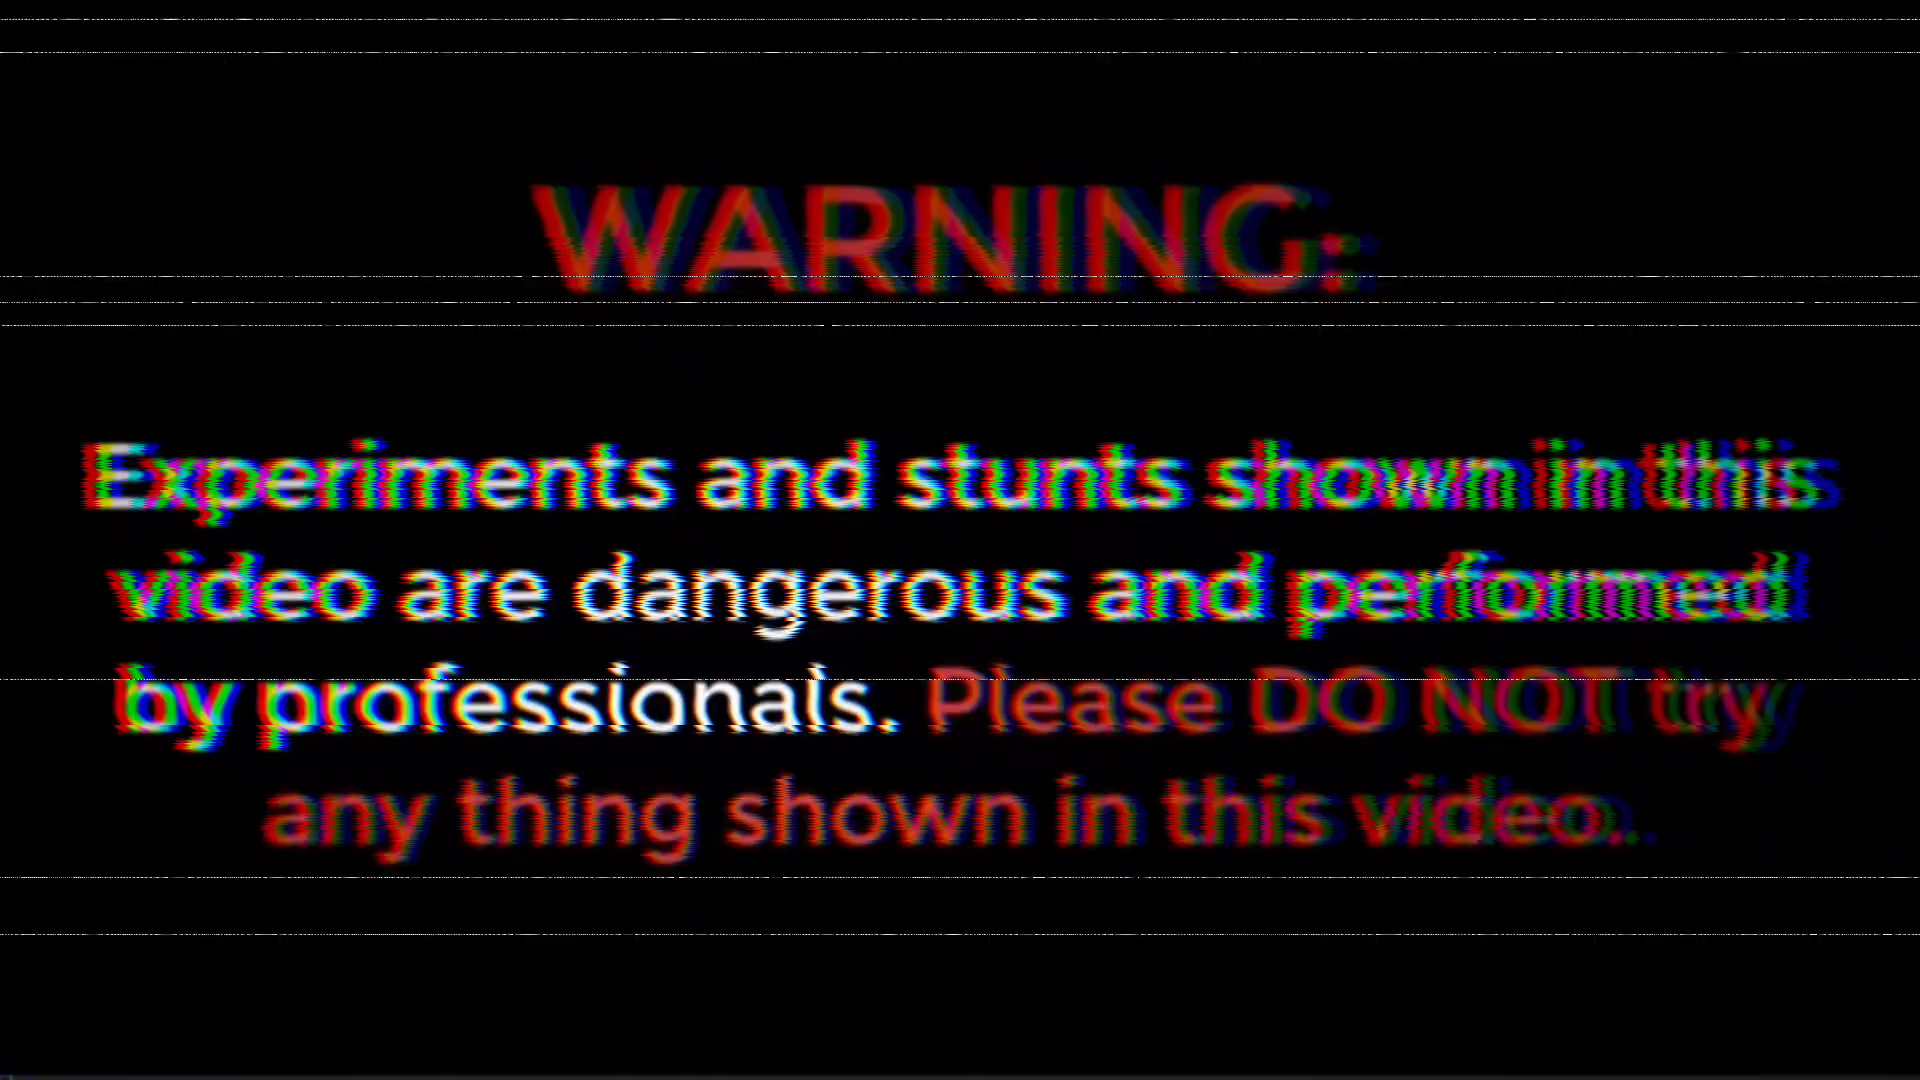 WARNING:
Experiments and stunts shown in this
video are dangerous and performed
by professionals. Please DO NOT try
any thing shown in this video.